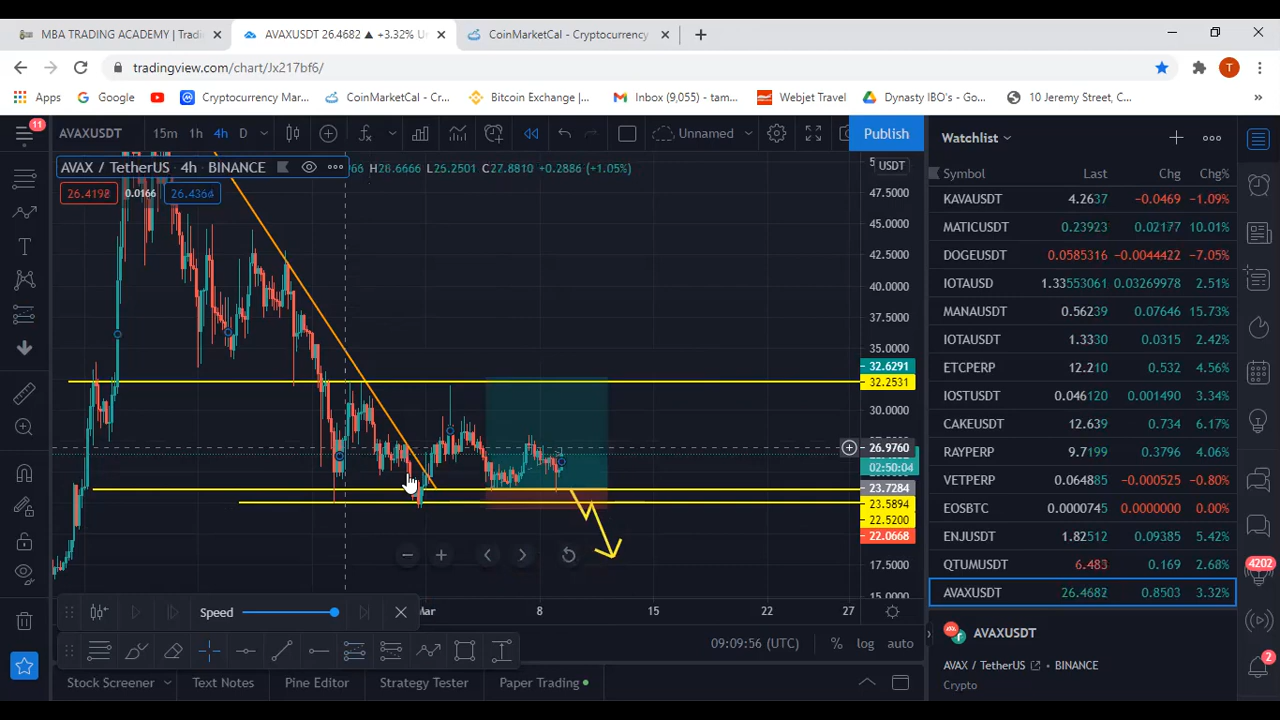 MBA TRADING ACADEMY | Tradi
AVAXUSDT 26.4682 ▲ +3.32% U
CoinMarketCal - Cryptocurrency
tradingview.com/chart/Jx217bf6/
T
Apps
Google
Cryptocurrency Mar...
CoinMarketCal - Cr...
Bitcoin Exchange |...
Inbox (9,055) - tam...
Webjet Travel
Dynasty IBO's - Go...
10 Jeremy Street, C...
»
11
AVAXUSDT
15m
1h
4h
D
Unnamed
Publish
Watchlist
AVAX / TetherUS 4h BINANCE
66 H28.6666 L25.2501 C27.8810 +0.2886 (+1.05%)
USDT
26.4198
0.0166
26.4364
47.5000
45.0000
42.5000
40.0000
37.5000
35.0000
32.6291
32.2531
30.0000
26.9760
02:50:04
23.7284
23.5894
22.5200
22.0668
17.5000
15.0000
Mar
8
15
22
27
Speed
09:09:56 (UTC)
%
log
auto
Stock Screener
Text Notes
Pine Editor
Strategy Tester
Paper Trading
Symbol Last Chg Chg%
KAVAUSDT 4.2637 −0.0469 −1.09%
MATICUSDT 0.23923 0.02177 10.01%
DOGEUSDT 0.0585316 −0.0044422 −7.05%
IOTAUSD 1.33553061 0.03269978 2.51%
MANAUSDT 0.56239 0.07646 15.73%
IOTAUSDT 1.3330 0.0315 2.42%
ETCPERP 12.210 0.532 4.56%
IOSTUSDT 0.046120 0.001490 3.34%
CAKEUSDT 12.639 0.734 6.17%
RAYPERP 9.7199 0.3796 4.06%
VETPERP 0.064885 −0.000525 −0.80%
EOSBTC 0.0000745 0.0000000 0.00%
ENJUSDT 1.82512 0.09385 5.42%
QTUMUSDT 6.483 0.169 2.68%
AVAXUSDT 26.4682 0.8503 3.32%
AVAXUSDT
AVAX / TetherUS
BINANCE
Crypto
4202
2